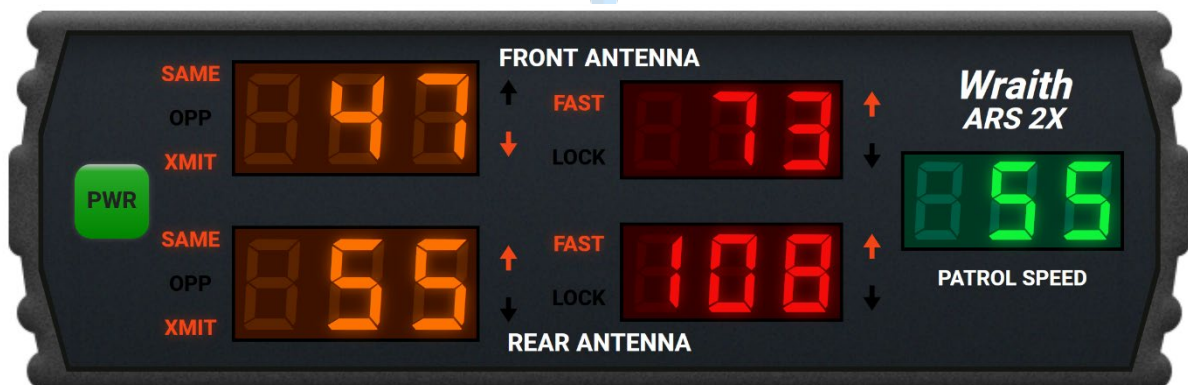 FRONT ANTENNA
SAME
OPP
XMIT
47
FAST
LOCK
73
Wraith
ARS 2X
PWR
55
PATROL SPEED
SAME
OPP
XMIT
55
FAST
LOCK
108
REAR ANTENNA